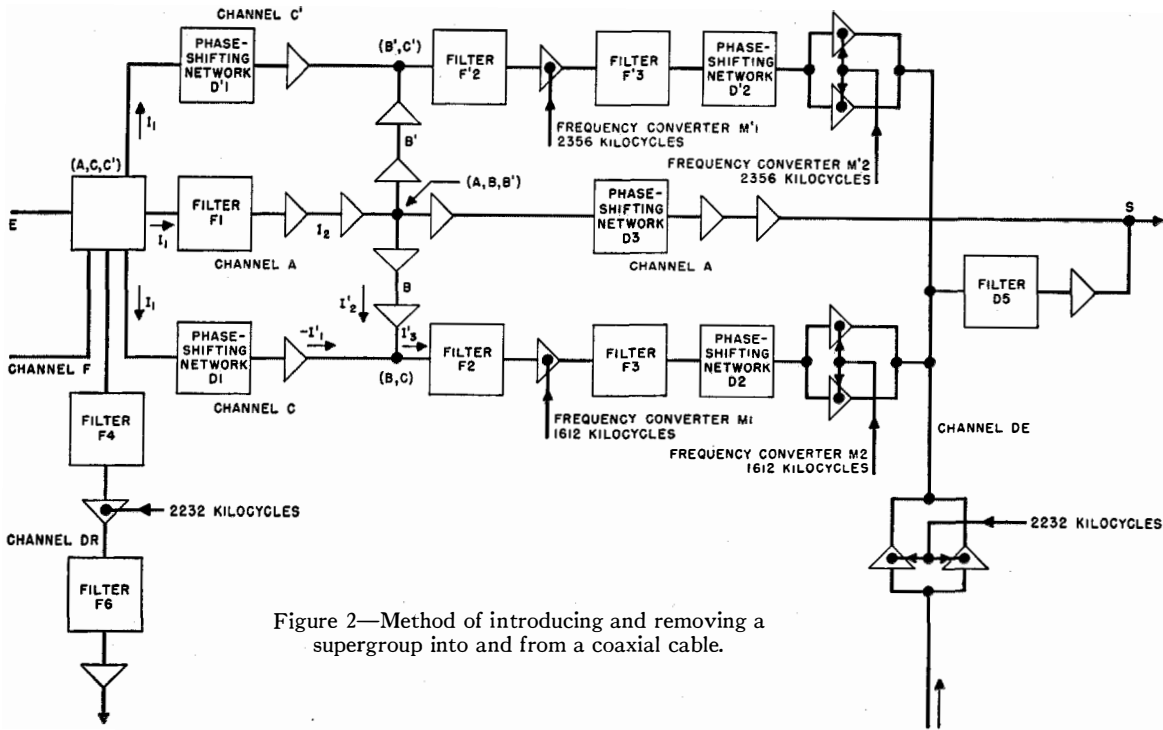 CHANNEL C'
PHASE-
SHIFTING
NETWORK
D'1
(B',C')
FILTER
F'2
FILTER
F'3
PHASE-
SHIFTING
NETWORK
D'2
I₁
B'
FREQUENCY CONVERTER M'1
2356 KILOCYCLES
FREQUENCY CONVERTER M'2
2356 KILOCYCLES
(A,C,C')
(A,B,B')
E
I₁
FILTER
F1
I₂
PHASE-
SHIFTING
NETWORK
D3
S
CHANNEL A
CHANNEL A
I₁
I'₂
B
FILTER
D5
CHANNEL F
PHASE-
SHIFTING
NETWORK
D1
-I'₁
I'₃
(B,C)
FILTER
F2
FILTER
F3
PHASE-
SHIFTING
NETWORK
D2
CHANNEL C
FILTER
F4
FREQUENCY CONVERTER M1
1612 KILOCYCLES
FREQUENCY CONVERTER M2
1612 KILOCYCLES
CHANNEL DE
2232 KILOCYCLES
2232 KILOCYCLES
CHANNEL DR
FILTER
F6
Figure 2—Method of introducing and removing a
supergroup into and from a coaxial cable.